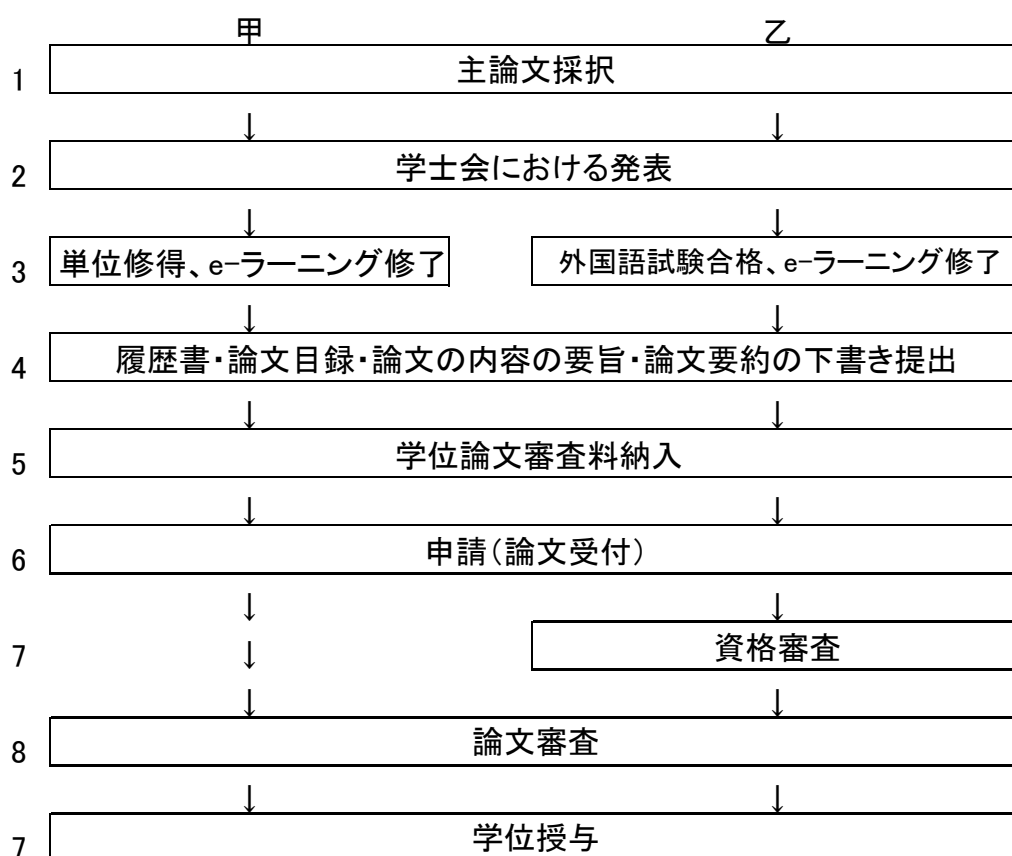 甲 乙
1 主論文採択
↓ ↓
2 学士会における発表
↓ ↓
3 単位修得、e-ラーニング修了 外国語試験合格、e-ラーニング修了
↓ ↓
4 履歴書・論文目録・論文の内容の要旨・論文要約の下書き提出
↓ ↓
5 学位論文審査料納入
↓ ↓
6 申請(論文受付)
↓ ↓
7 ↓ 資格審査
↓ ↓
8 論文審査
↓ ↓
7 学位授与